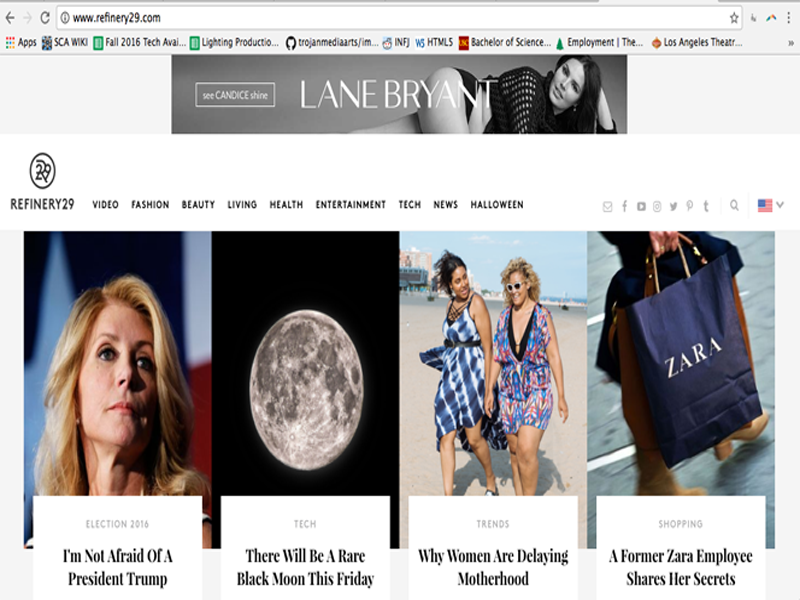 www.refinery29.com
Apps SCA WIKI Fall 2016 Tech Avai... Lighting Productio... trojanmediaarts/im... INFJ W3 HTML5 USC Bachelor of Science... Employment | The... Los Angeles Theatr... »
see CANDICE shine LANE BRYANT
R29
REFINERY29 VIDEO FASHION BEAUTY LIVING HEALTH ENTERTAINMENT TECH NEWS HALLOWEEN
ZARA
ELECTION 2016
I'm Not Afraid Of A
President Trump
TECH
There Will Be A Rare
Black Moon This Friday
TRENDS
Why Women Are Delaying
Motherhood
SHOPPING
A Former Zara Employee
Shares Her Secrets